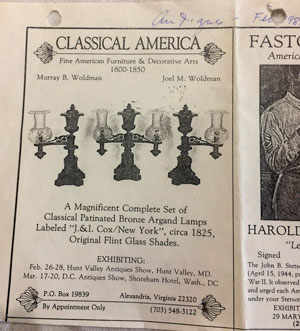 Antiques - Feb 98
CLASSICAL AMERICA
Fine American Furniture & Decorative Arts
1800-1850
Murray B. Woldman Joel M. Woldman
A Magnificent Complete Set of
Classical Patinated Bronze Argand Lamps
Labeled "J.&I. Cox/New York", circa 1825,
Original Flint Glass Shades.
EXHIBITING:
Feb. 26-28, Hunt Valley Antiques Show, Hunt Valley, MD.
Mar. 17-20, D.C. Antiques Show, Shoreham Hotel, Wash., DC
P.O. Box 19839 Alexandria, Virginia 22320
By Appointment Only (703) 548-3122
FASTO
America
HAROLD
"Le
Signed
The John B. Stets
(April 15, 1944, p
War II. It observed
and urged each Am
under your Stetso
EXHIBIT
29 MARY